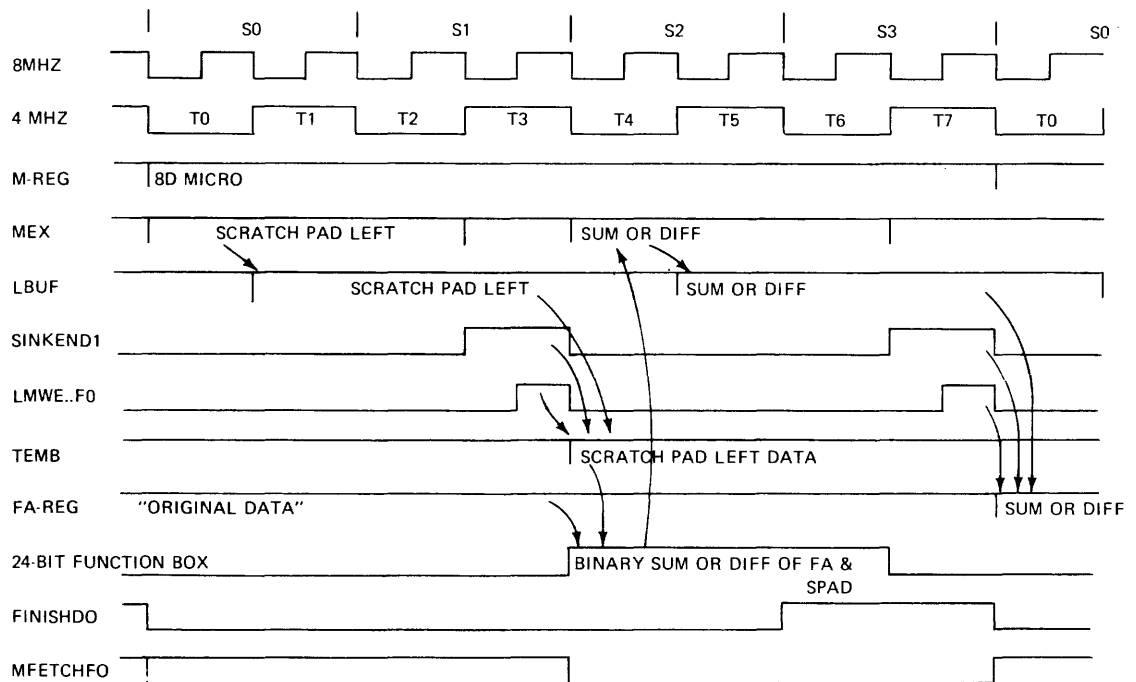 S0 S1 S2 S3 S0
8MHZ
4 MHZ T0 T1 T2 T3 T4 T5 T6 T7 T0
M-REG 8D MICRO
MEX SCRATCH PAD LEFT SUM OR DIFF
LBUF SCRATCH PAD LEFT SUM OR DIFF
SINKEND1
LMWE..F0
TEMB SCRATCH PAD LEFT DATA
FA-REG "ORIGINAL DATA" SUM OR DIFF
24-BIT FUNCTION BOX BINARY SUM OR DIFF OF FA &
SPAD
FINISHDO
MFETCHFO